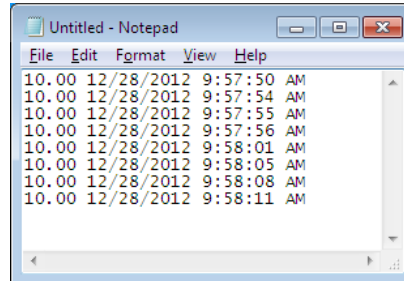 Untitled - Notepad
File Edit Format View Help
10.00 12/28/2012 9:57:50 AM
10.00 12/28/2012 9:57:54 AM
10.00 12/28/2012 9:57:55 AM
10.00 12/28/2012 9:57:56 AM
10.00 12/28/2012 9:58:01 AM
10.00 12/28/2012 9:58:05 AM
10.00 12/28/2012 9:58:08 AM
10.00 12/28/2012 9:58:11 AM